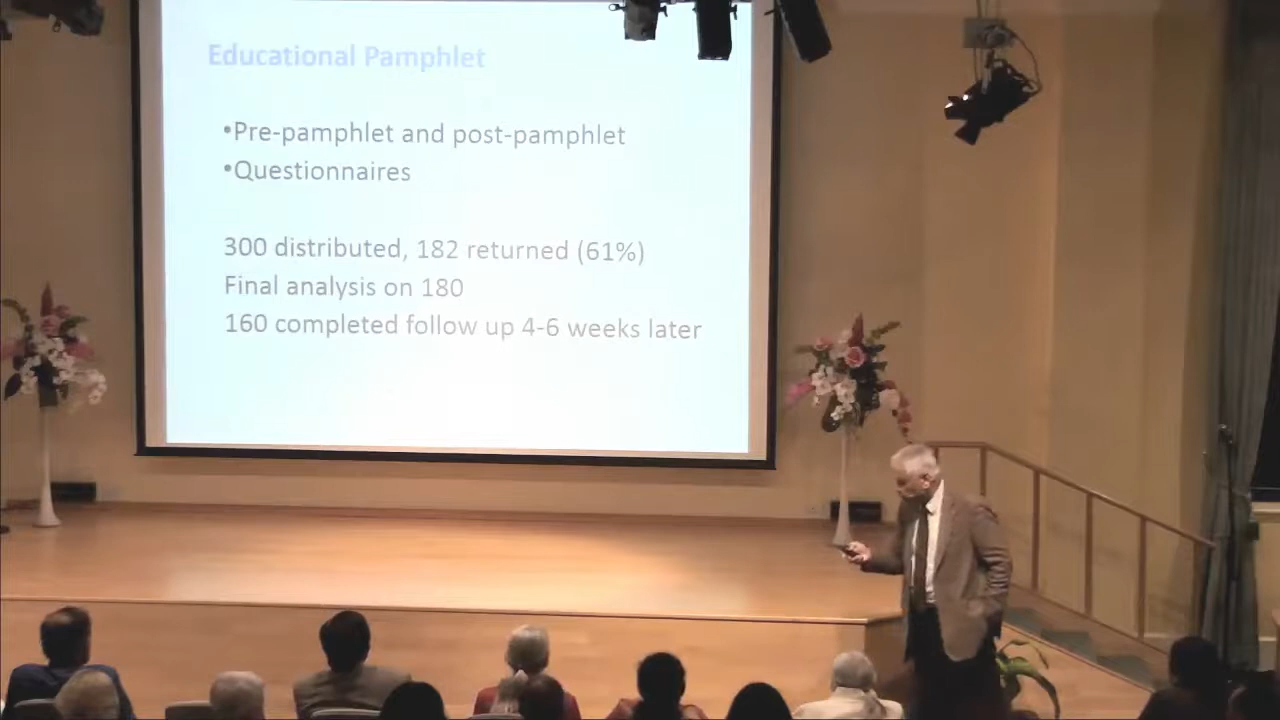 Educational Pamphlet
•Pre-pamphlet and post-pamphlet
•Questionnaires
300 distributed, 182 returned (61%)
Final analysis on 180
160 completed follow up 4-6 weeks later